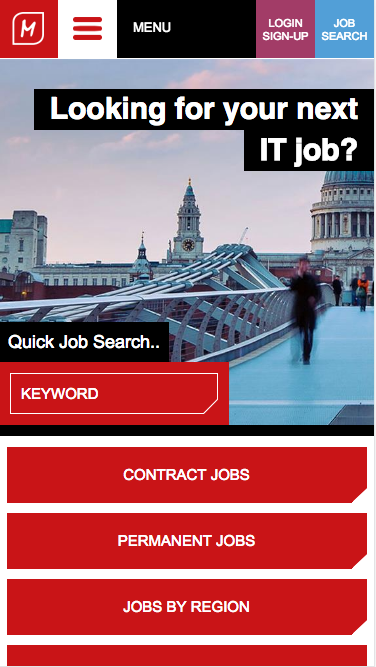 M
MENU
LOGIN
SIGN-UP
JOB
SEARCH
Looking for your next
IT job?
Quick Job Search..
KEYWORD
CONTRACT JOBS
PERMANENT JOBS
JOBS BY REGION